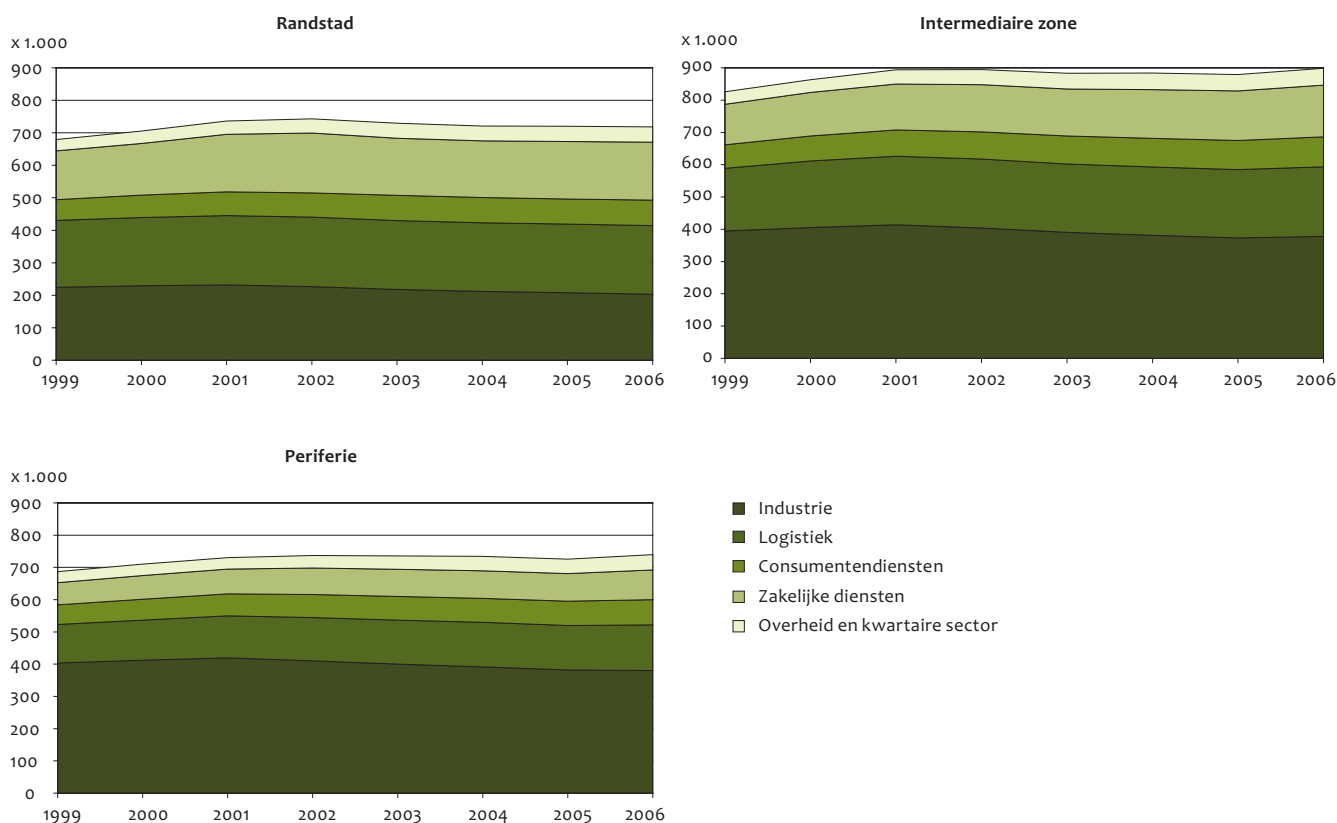 Randstad
x 1.000
900
800
700
600
500
400
300
200
100
0
1999 2000 2001 2002 2003 2004 2005 2006
Intermediaire zone
x 1.000
900
800
700
600
500
400
300
200
100
0
1999 2000 2001 2002 2003 2004 2005 2006
Periferie
x 1.000
900
800
700
600
500
400
300
200
100
0
1999 2000 2001 2002 2003 2004 2005 2006
Industrie
Logistiek
Consumentendiensten
Zakelijke diensten
Overheid en kwartaire sector